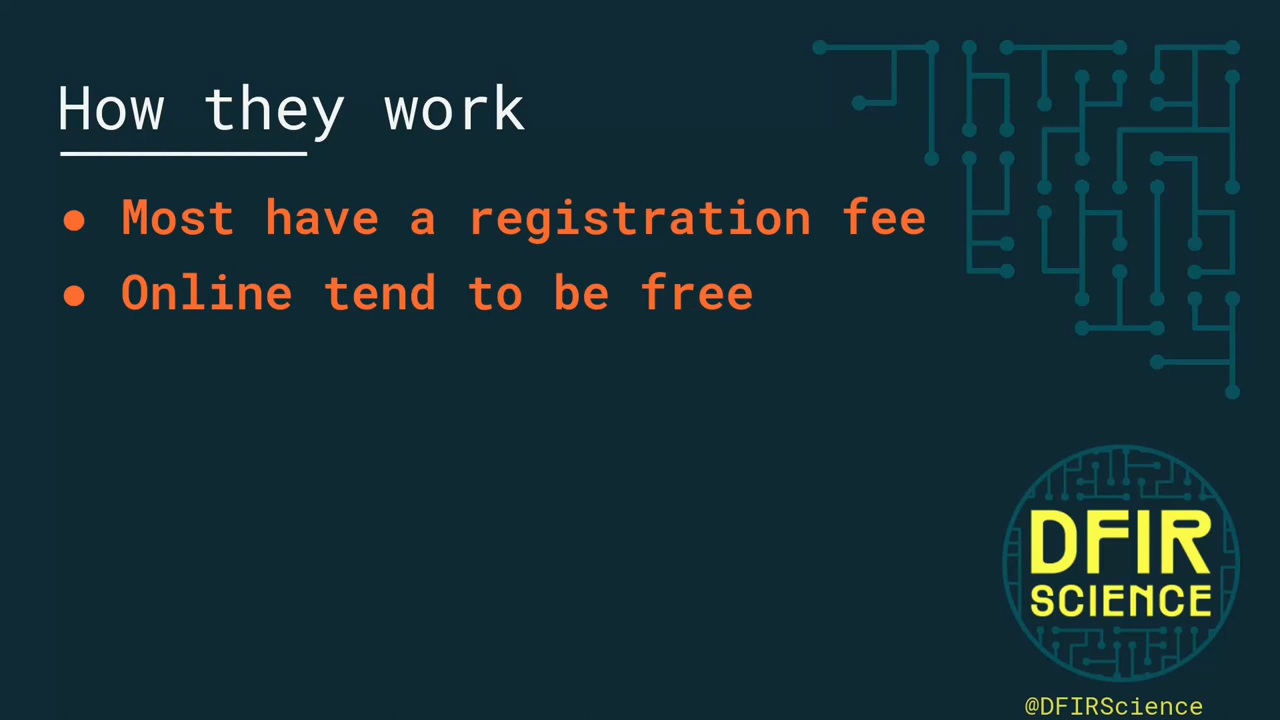 How they work
● Most have a registration fee
● Online tend to be free
DFIR
SCIENCE
@DFIRScience